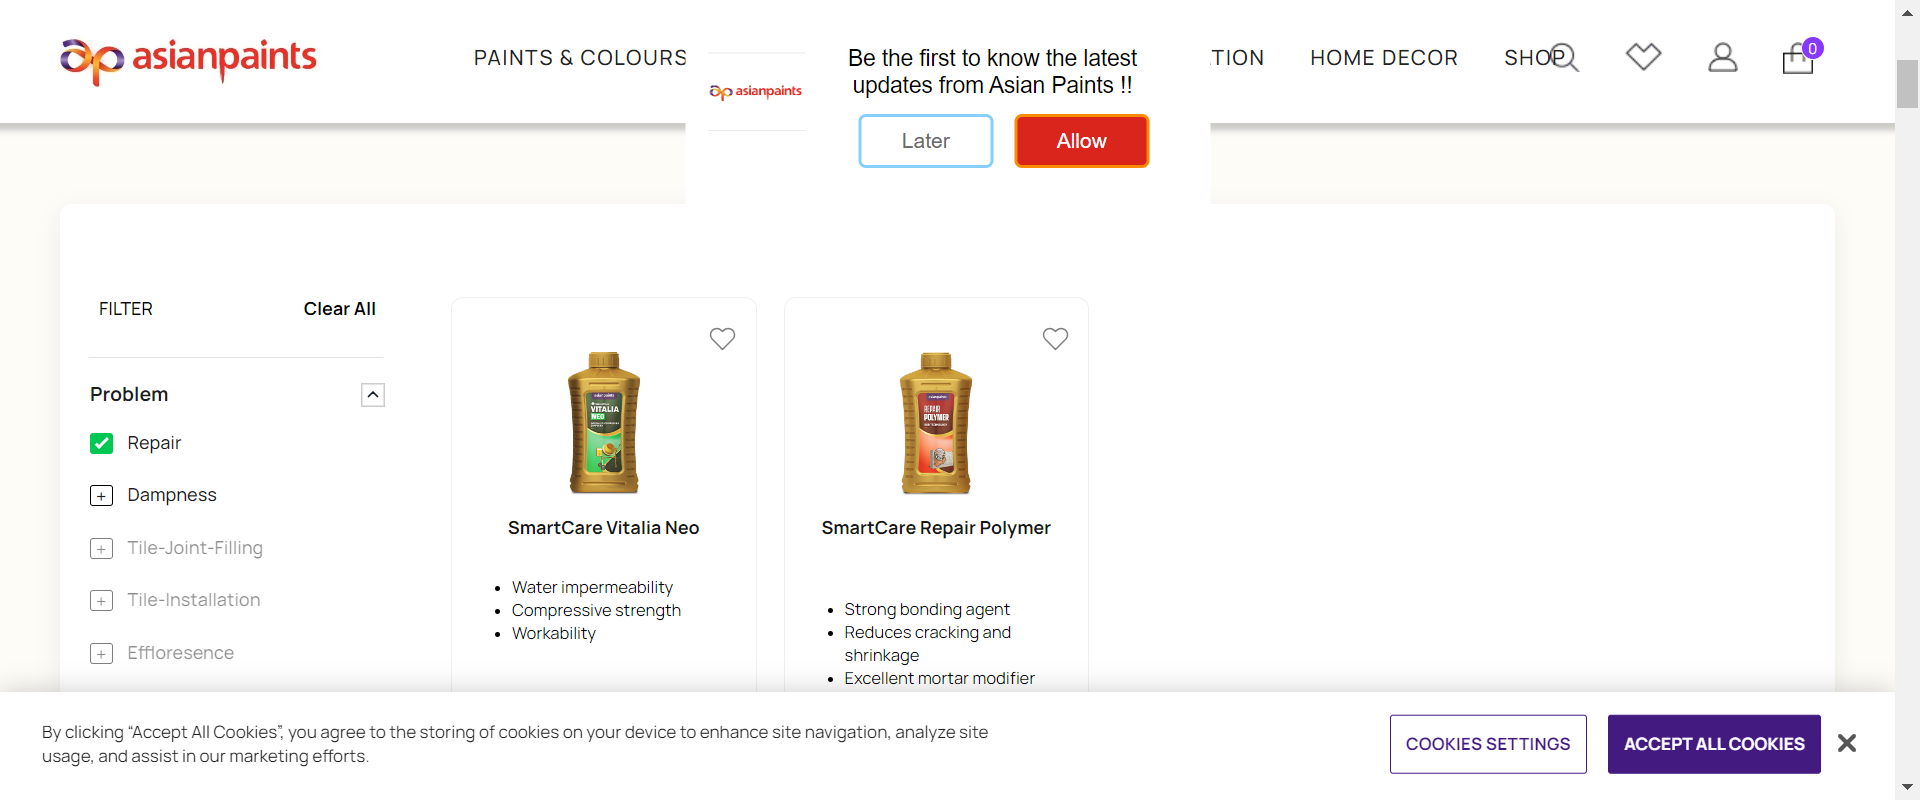 asianpaints
PAINTS & COLOURS
asianpaints
Be the first to know the latest
updates from Asian Paints !!
Later
Allow
TION
HOME DECOR
SHOP
0
FILTER
Clear All
Problem
Repair
Dampness
Tile-Joint-Filling
Tile-Installation
Effloresence
asianpaints
VITALIA
NEO
SmartCare Vitalia Neo
Water impermeability
Compressive strength
Workability
asianpaints
REPAIR
POLYMER
SmartCare Repair Polymer
Strong bonding agent
Reduces cracking and
shrinkage
Excellent mortar modifier
By clicking “Accept All Cookies”, you agree to the storing of cookies on your device to enhance site navigation, analyze site
usage, and assist in our marketing efforts.
COOKIES SETTINGS
ACCEPT ALL COOKIES